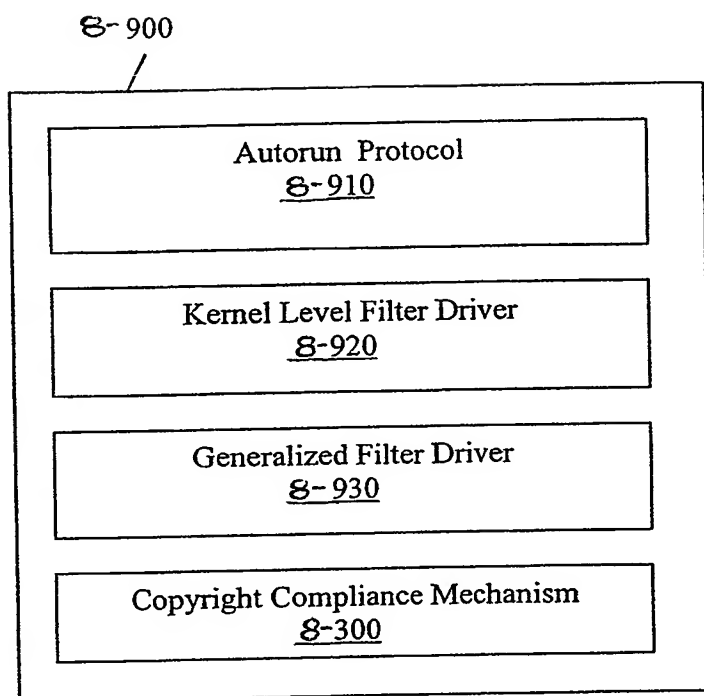 8-900
Autorun Protocol
8-910
Kernel Level Filter Driver
8-920
Generalized Filter Driver
8-930
Copyright Compliance Mechanism
8-300